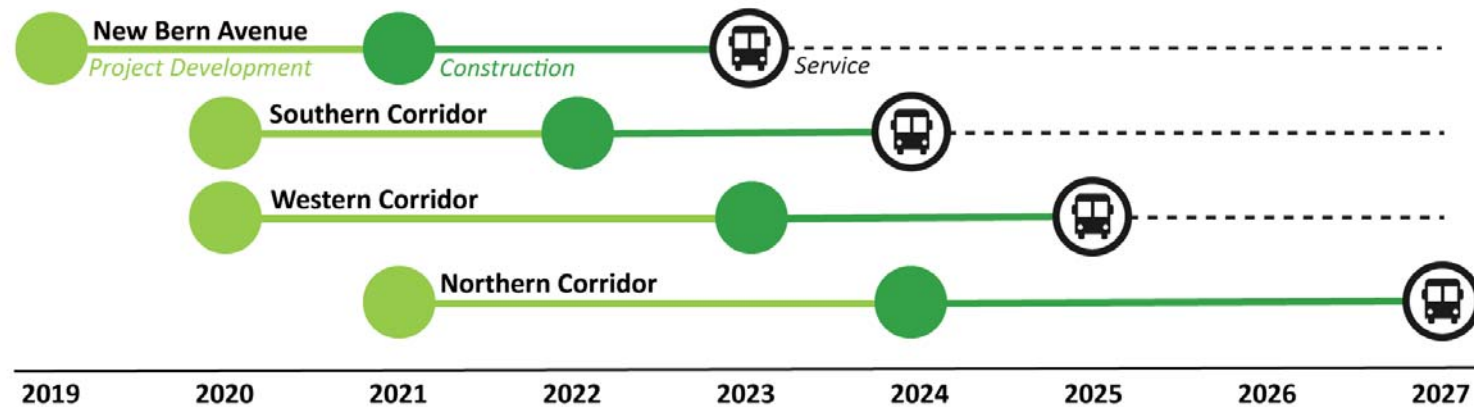 New Bern Avenue
Project Development
Construction
Service
Southern Corridor
Western Corridor
Northern Corridor
2019 2020 2021 2022 2023 2024 2025 2026 2027